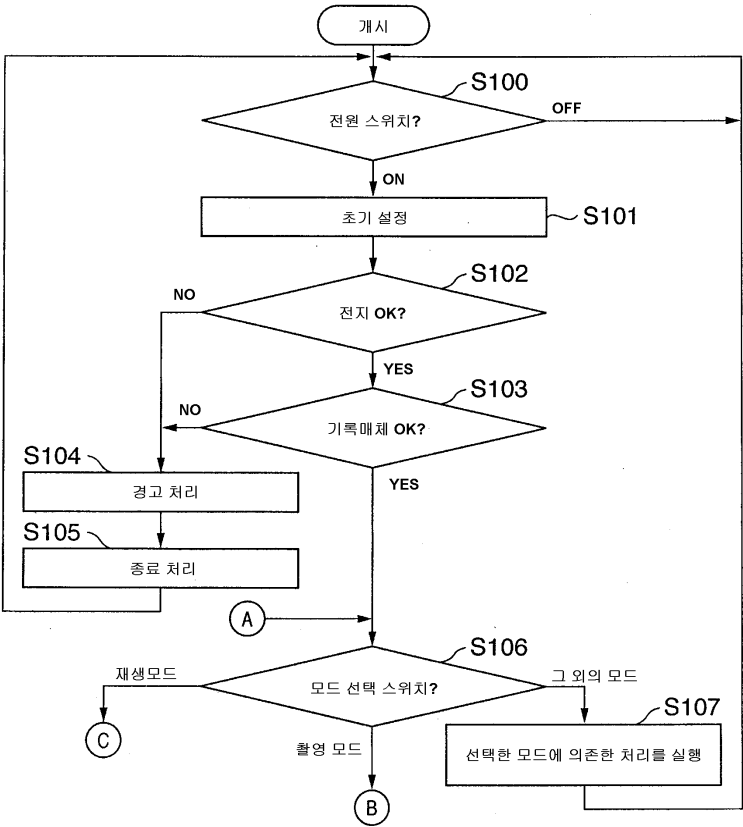 개시
S100
전원 스위치?
OFF
ON
초기 설정
S101
S102
NO
전지 OK?
YES
S103
NO
기록매체 OK?
S104
YES
경고 처리
S105
종료 처리
A
S106
재생모드
모드 선택 스위치?
그 외의 모드
S107
C
촬영 모드
선택한 모드에 의존한 처리를 실행
B